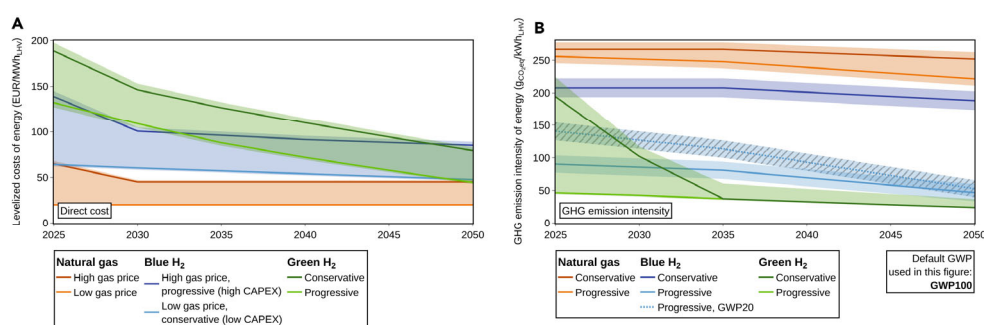 A
Levelized costs of energy (EUR/MWh_LHV)
200
150
100
50
0
Direct cost
2025
2030
2035
2040
2045
2050
Natural gas
High gas price
Low gas price
Blue H₂
High gas price,
progressive (high CAPEX)
Low gas price,
conservative (low CAPEX)
Green H₂
Conservative
Progressive
B
GHG emission intensity of energy (g_CO₂eq/kWh_LHV)
250
200
150
100
50
0
GHG emission intensity
2025
2030
2035
2040
2045
2050
Natural gas
Conservative
Progressive
Blue H₂
Conservative
Progressive
Progressive, GWP20
Green H₂
Conservative
Progressive
Default GWP
used in this figure:
GWP100